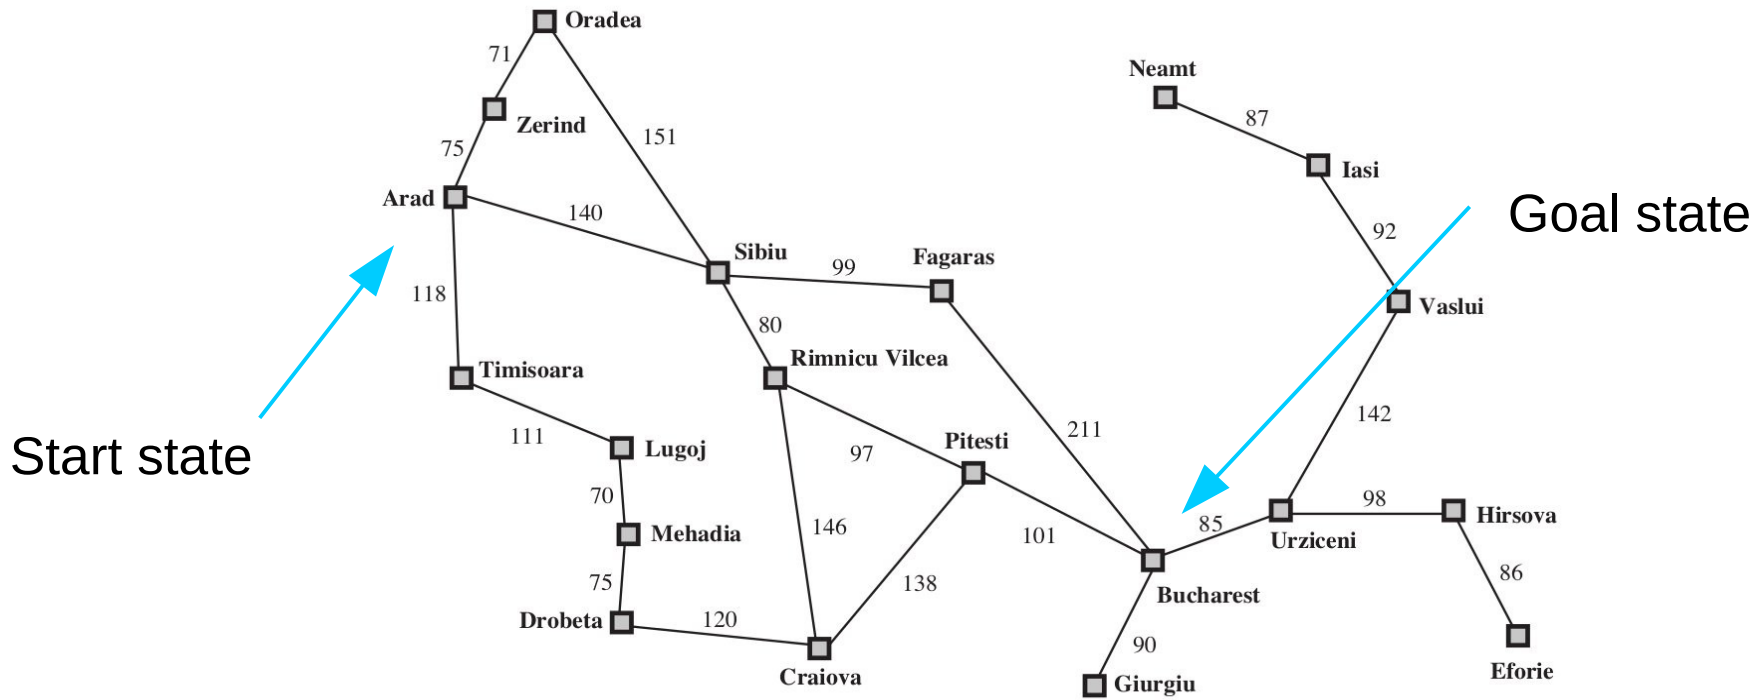 Oradea
71
Neamt
Zerind
87
151
75
Iasi
Arad
140
Goal state
92
Sibiu
Fagaras
99
118
Vaslui
80
Rimnicu Vilcea
Timisoara
142
211
111
Lugoj
97
Pitesti
Start state
70
98
Hirsova
146
101
85
Urziceni
Mehadia
75
138
86
Bucharest
Drobeta
120
90
Eforie
Craiova
Giurgiu